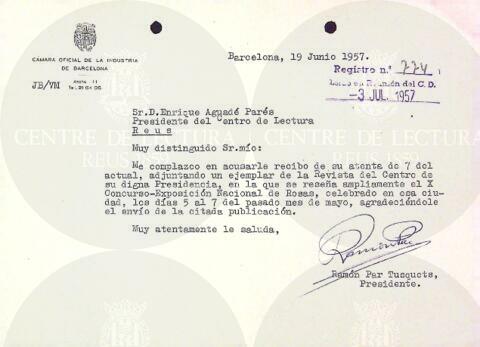 CÁMARA OFICIAL DE LA INDUSTRIA
DE BARCELONA
JB/VM
Barcelona, 19 Junio 1957.
Registro n.º 774
C. D.
-3 JUL. 1957
Sr.D.Enrique Aguadé Parés
Presidente del Centro de Lectura
Reus
Muy distinguido Sr.mío:
Me complazco en acusarle recibo de su atenta de 7 del
actual, adjuntando un ejemplar de la Revista del Centro de
su digna Presidencia, en la que se reseña ampliamente el X
Concurso-Exposición Nacional de Rosas, celebrado en esa ciu-
dad, los días 5 al 7 del pasado mes de mayo, agradeciéndole
el envío de la citada publicación.
Muy atentamente le saluda,
Ramón Par Tusquets,
Presidente.
CENTRE DE LECTURA
REUS 1859
CENTRE DE LECTURA
REUS 1859